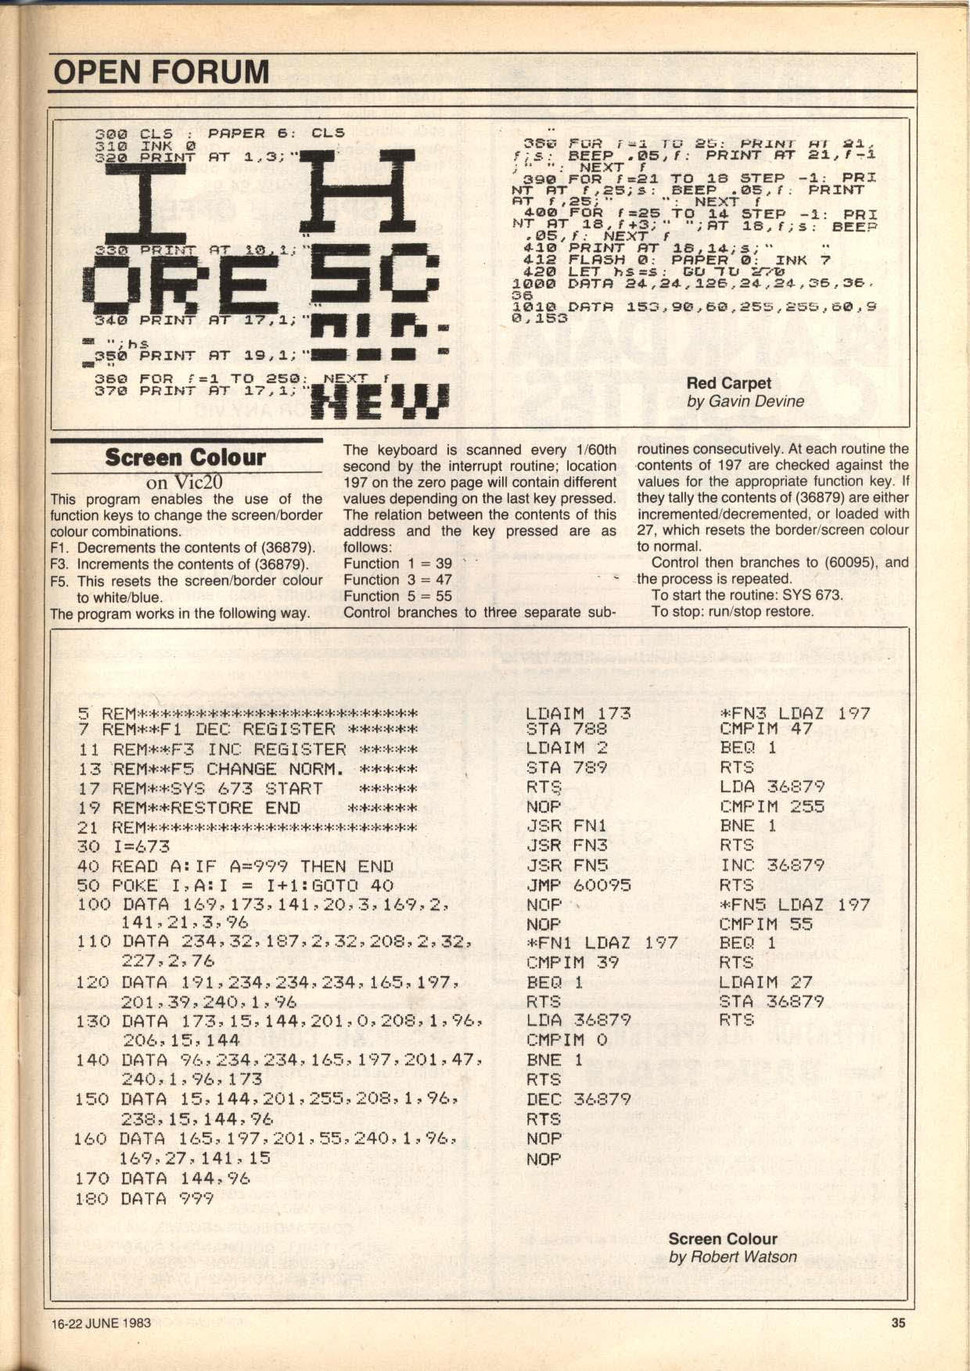 OPEN FORUM
300 CLS : PAPER 6: CLS
310 INK 0
320 PRINT AT 1,3;"
I H
"
330 PRINT AT 10,1;"
ORE SC
"
340 PRINT AT 17,1;"
";hs
350 PRINT AT 19,1;"
"
360 FOR f=1 TO 250: NEXT f
370 PRINT AT 17,1;"NEW
"
380 FOR f=1 TO 25: PRINT AT 21,
f;s: BEEP .05,f: PRINT AT 21,f-1
;" ": NEXT f
390 FOR f=21 TO 18 STEP -1: PRI
NT AT f,25;s: BEEP .05,f: PRINT
AT f,25;"     ": NEXT f
400 FOR f=25 TO 14 STEP -1: PRI
NT AT 18,f+3;" ";AT 18,f;s: BEEP
.05,f: NEXT f
410 PRINT AT 18,14;s;"     "
412 FLASH 0: PAPER 0: INK 7
420 LET hs=s: GO TO 270
1000 DATA 24,24,126,24,24,36,36,
36
1010 DATA 153,90,60,255,255,60,9
0,153
Red Carpet
by Gavin Devine
Screen Colour
on Vic20
This program enables the use of the
function keys to change the screen/border
colour combinations.
F1. Decrements the contents of (36879).
F3. Increments the contents of (36879).
F5. This resets the screen/border colour
to white/blue.
The program works in the following way.
The keyboard is scanned every 1/60th
second by the interrupt routine; location
197 on the zero page will contain different
values depending on the last key pressed.
The relation between the contents of this
address and the key pressed are as
follows:
Function 1 = 39
Function 3 = 47
Function 5 = 55
Control branches to three separate sub-
routines consecutively. At each routine the
contents of 197 are checked against the
values for the appropriate function key. If
they tally the contents of (36879) are either
incremented/decremented, or loaded with
27, which resets the border/screen colour
to normal.
Control then branches to (60095), and
the process is repeated.
To start the routine: SYS 673.
To stop: run/stop restore.
5 REM************************
7 REM**F1 DEC REGISTER ******
11 REM**F3 INC REGISTER *****
13 REM**F5 CHANGE NORM. *****
17 REM**SYS 673 START   *****
19 REM**RESTORE END    ******
21 REM***********************
30 I=673
40 READ A:IF A=999 THEN END
50 POKE I,A:I = I+1:GOTO 40
100 DATA 169,173,141,20,3,169,2,
141,21,3,96
110 DATA 234,32,187,2,32,208,2,32,
227,2,76
120 DATA 191,234,234,234,165,197,
201,39,240,1,96
130 DATA 173,15,144,201,0,208,1,96,
206,15,144
140 DATA 96,234,234,165,197,201,47,
240,1,96,173
150 DATA 15,144,201,255,208,1,96,
238,15,144,96
160 DATA 165,197,201,55,240,1,96,
169,27,141,15
170 DATA 144,96
180 DATA 999
LDAIM 173
STA 788
LDAIM 2
STA 789
RTS
NOP
JSR FN1
JSR FN3
JSR FN5
JMP 60095
NOP
NOP
*FN1 LDAZ 197
CMPIM 39
BEQ 1
RTS
LDA 36879
CMPIM 0
BNE 1
RTS
DEC 36879
RTS
NOP
NOP
*FN3 LDAZ 197
CMPIM 47
BEQ 1
RTS
LDA 36879
CMPIM 255
BNE 1
RTS
INC 36879
RTS
*FN5 LDAZ 197
CMPIM 55
BEQ 1
RTS
LDAIM 27
STA 36879
RTS
Screen Colour
by Robert Watson
16-22 JUNE 1983
35